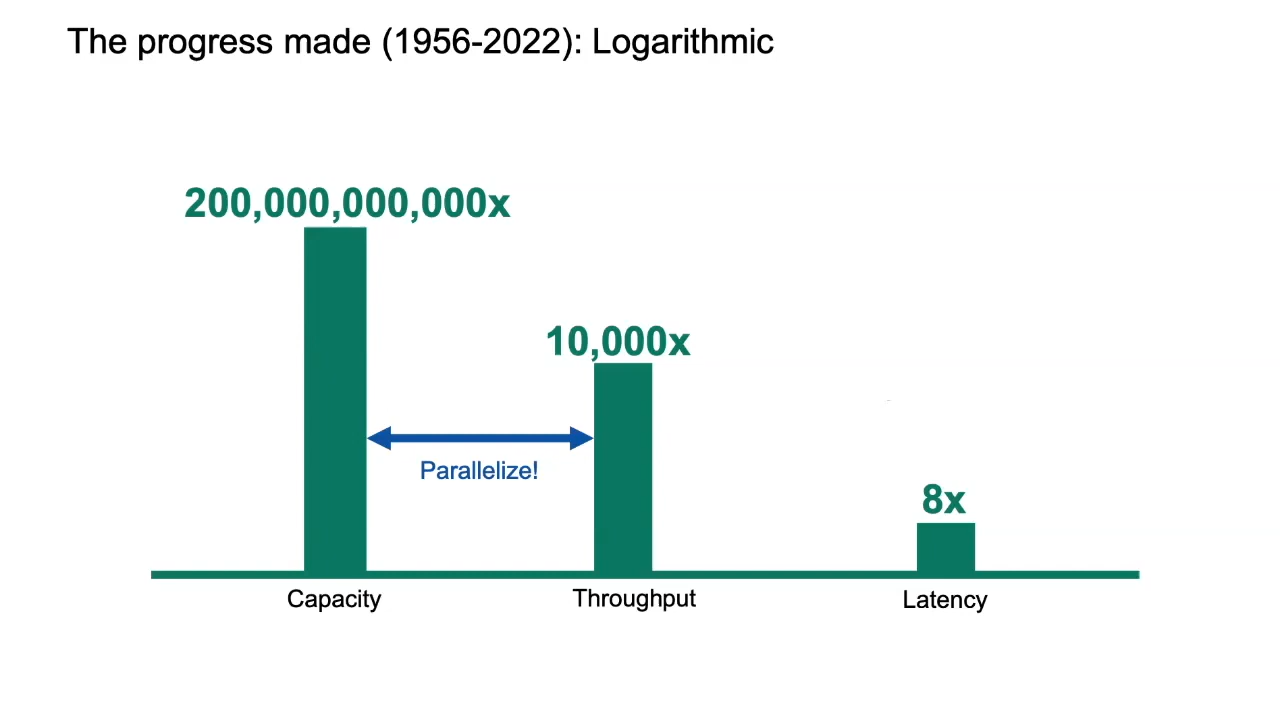 The progress made (1956-2022): Logarithmic
200,000,000,000x
10,000x
Parallelize!
8x
Capacity
Throughput
Latency